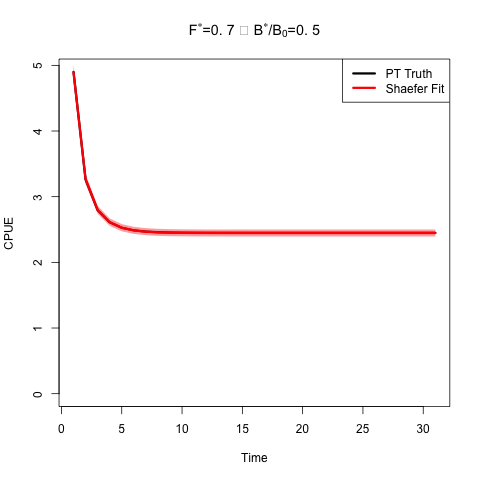 F*=0. 7 □ B*/B₀=0. 5
PT Truth
Shaefer Fit
5
4
3
2
1
0
CPUE
0 5 10 15 20 25 30
Time